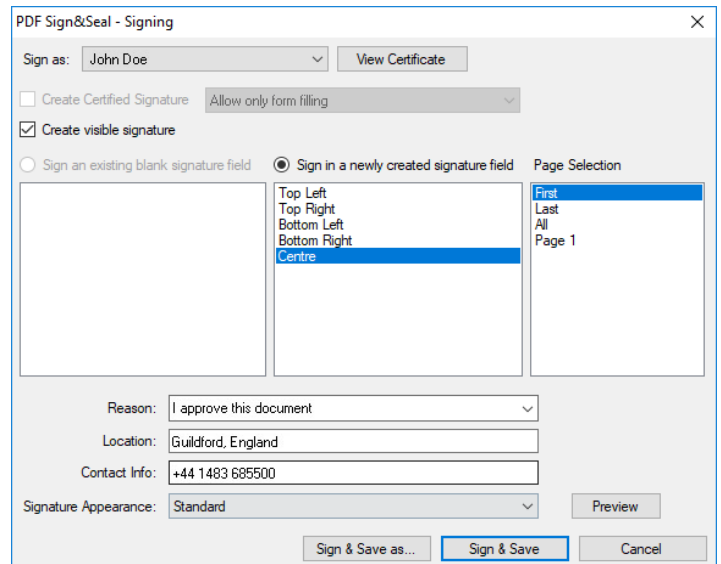 PDF Sign&Seal - Signing
Sign as: John Doe View Certificate
Create Certified Signature Allow only form filling
Create visible signature
Sign an existing blank signature field Sign in a newly created signature field Page Selection
Top Left First
Top Right Last
Bottom Left All
Bottom Right Page 1
Centre
Reason: I approve this document
Location: Guildford, England
Contact Info: +44 1483 685500
Signature Appearance: Standard Preview
Sign & Save as... Sign & Save Cancel